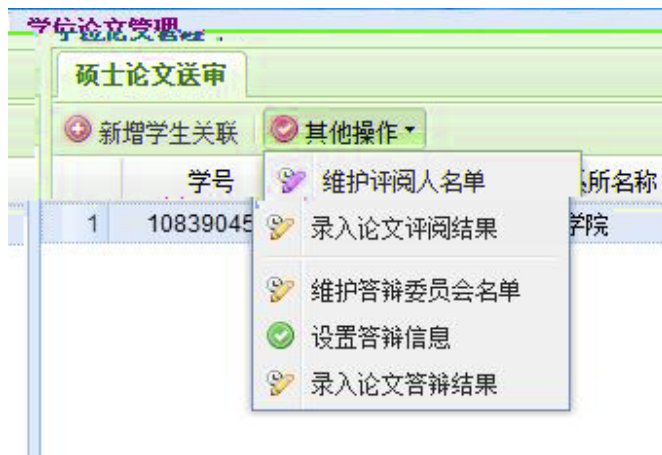 学位论文管理
硕士论文送审
新增学生关联 其他操作
学号 所名称
1 10839045 学院
维护评阅人名单
录入论文评阅结果
维护答辩委员会名单
设置答辩信息
录入论文答辩结果